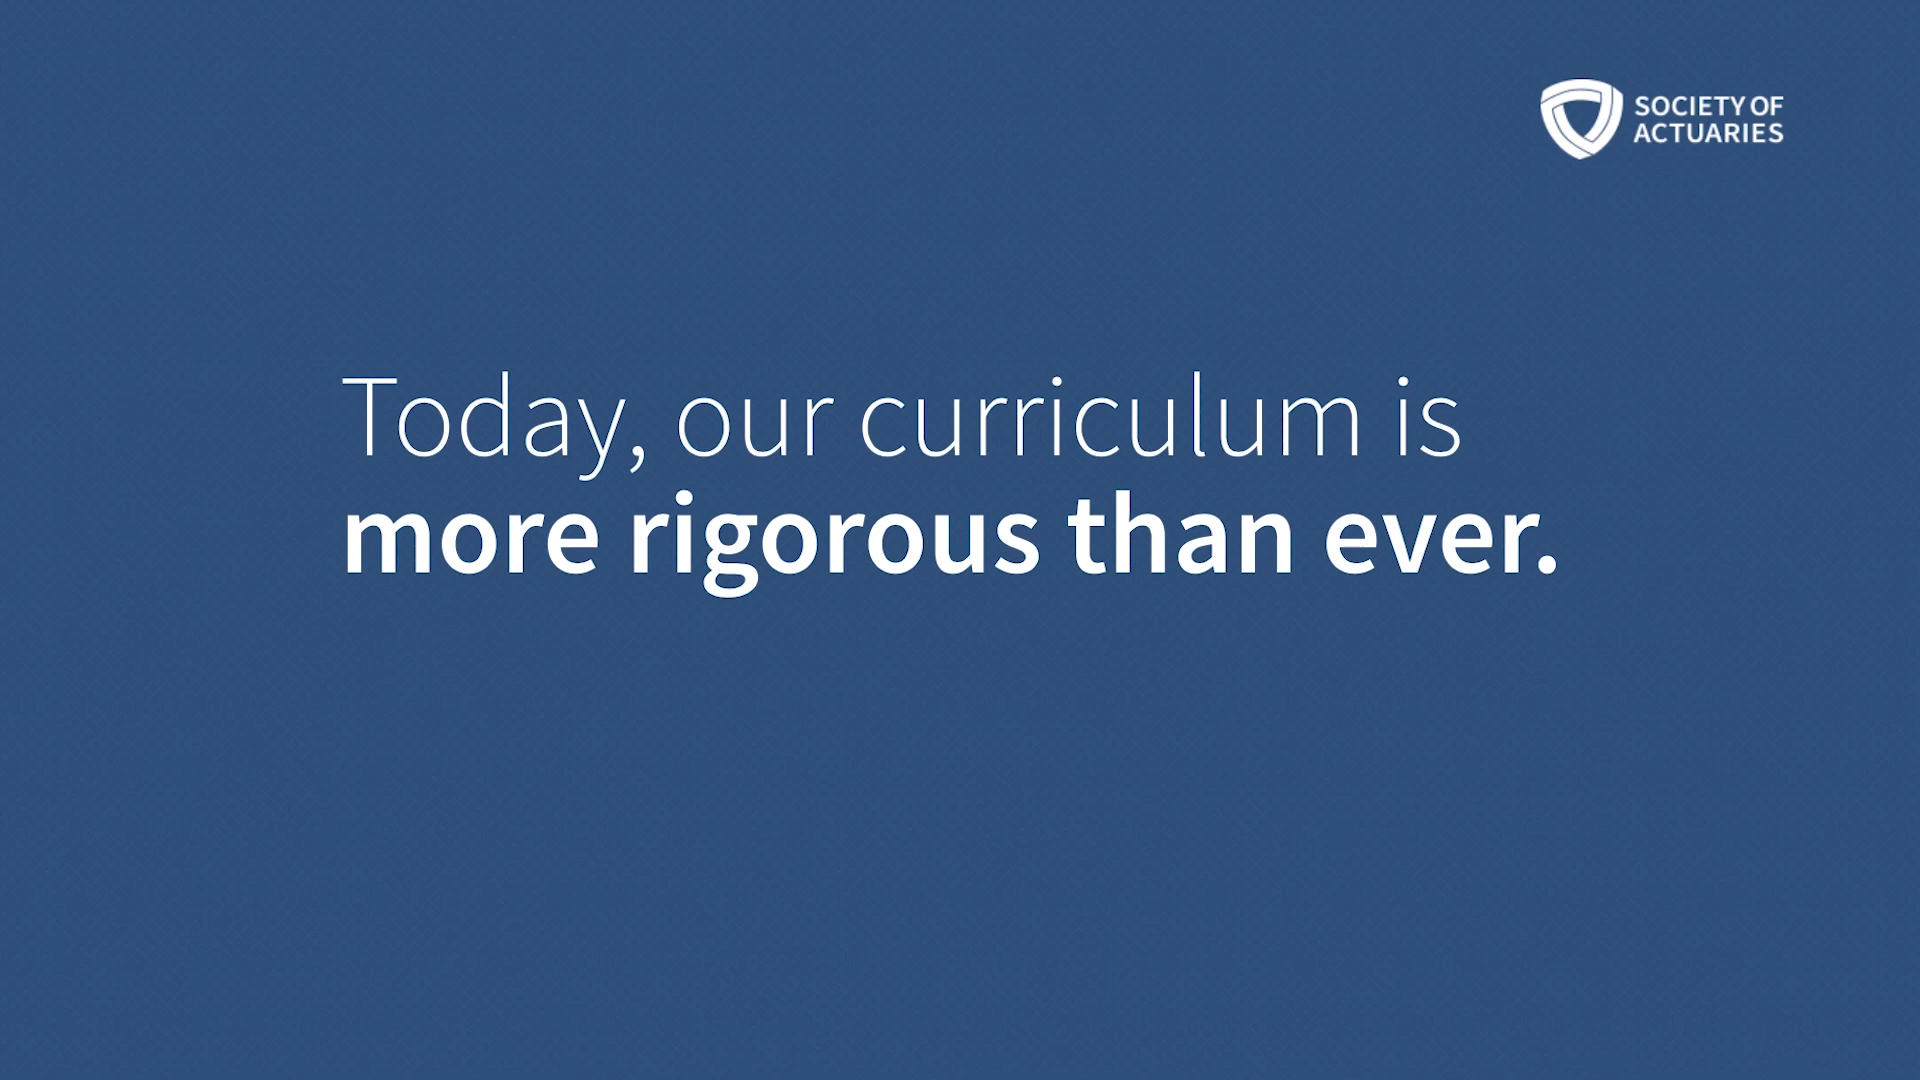 SOCIETY OF
ACTUARIES
Today, our curriculum is
more rigorous than ever.